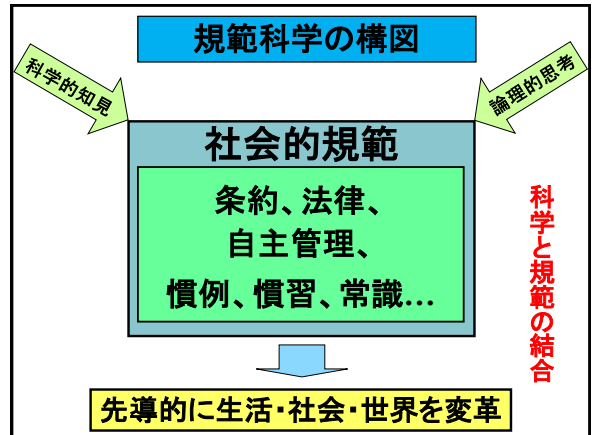 規範科学の構図
科学的知見
論理的思考
社会的規範
条約、法律、
自主管理、
慣例、慣習、常識…
科学と規範の結合
先導的に生活・社会・世界を変革